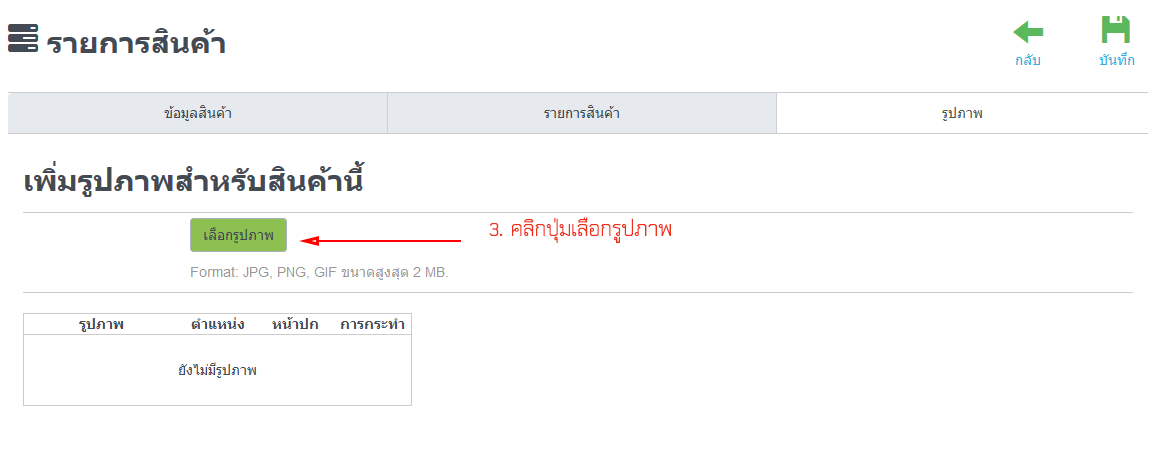 รายการสินค้า
กลับ
บันทึก
ข้อมูลสินค้า
รายการสินค้า
รูปภาพ
เพิ่มรูปภาพสำหรับสินค้านี้
เลือกรูปภาพ
3. คลิกปุ่มเลือกรูปภาพ
Format: JPG, PNG, GIF ขนาดสูงสุด 2 MB.
รูปภาพ ตำแหน่ง หน้าปก การกระทำ
ยังไม่มีรูปภาพ